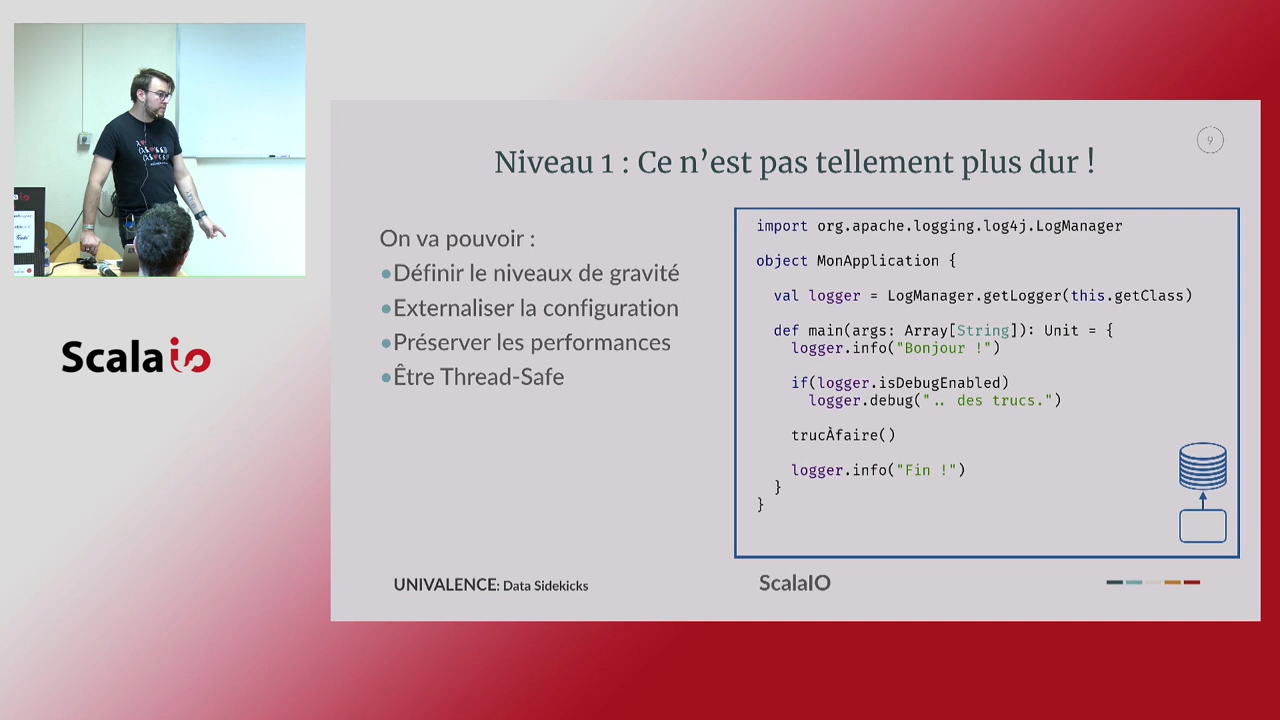 Niveau 1 : Ce n’est pas tellement plus dur !
9
On va pouvoir :
•Définir le niveaux de gravité
•Externaliser la configuration
•Préserver les performances
•Être Thread-Safe
import org.apache.logging.log4j.LogManager
object MonApplication {
val logger = LogManager.getLogger(this.getClass)
def main(args: Array[String]): Unit = {
logger.info("Bonjour !")
if(logger.isDebugEnabled)
logger.debug(".. des trucs.")
trucÀfaire()
logger.info("Fin !")
}
}
UNIVALENCE: Data Sidekicks
ScalaIO
Scala io